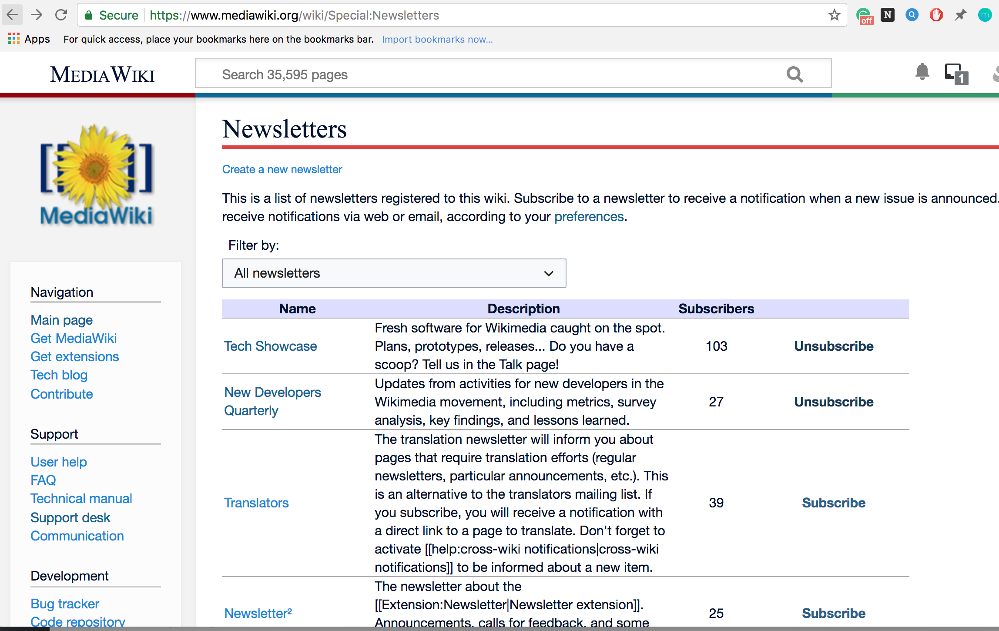 Secure https://www.mediawiki.org/wiki/Special:Newsletters
off
N
m
Apps For quick access, place your bookmarks here on the bookmarks bar. Import bookmarks now...
MEDIAWIKI
Search 35,595 pages
1
[[ ]]
MediaWiki
Navigation
Main page
Get MediaWiki
Get extensions
Tech blog
Contribute
Support
User help
FAQ
Technical manual
Support desk
Communication
Development
Bug tracker
Code repository
Newsletters
Create a new newsletter
This is a list of newsletters registered to this wiki. Subscribe to a newsletter to receive a notification when a new issue is announced.
receive notifications via web or email, according to your preferences.
Filter by:
All newsletters
Name Description Subscribers
Tech Showcase
Fresh software for Wikimedia caught on the spot.
Plans, prototypes, releases... Do you have a
scoop? Tell us in the Talk page!
103
Unsubscribe
New Developers
Quarterly
Updates from activities for new developers in the
Wikimedia movement, including metrics, survey
analysis, key findings, and lessons learned.
27
Unsubscribe
Translators
The translation newsletter will inform you about
pages that require translation efforts (regular
newsletters, particular announcements, etc.). This
is an alternative to the translators mailing list. If
you subscribe, you will receive a notification with
a direct link to a page to translate. Don't forget to
activate [[help:cross-wiki notifications|cross-wiki
notifications]] to be informed about a new item.
39
Subscribe
Newsletter²
The newsletter about the
[[Extension:Newsletter|Newsletter extension]].
Announcements, calls for feedback, and some
25
Subscribe